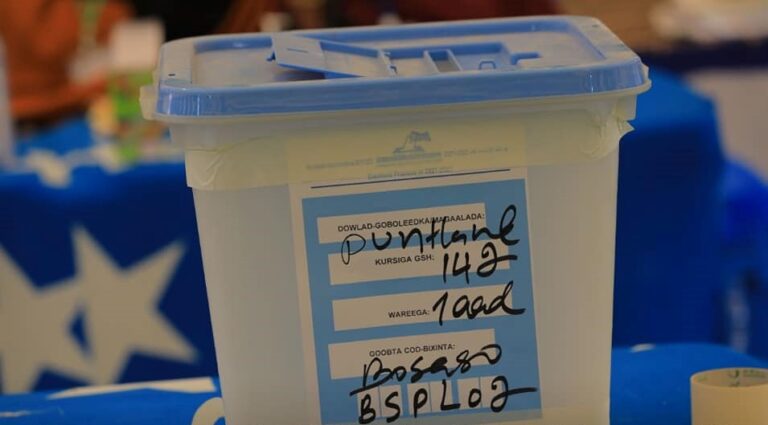 DOWLAD-GOBOLEEDKA/MAGAALADA:
puntland
KURSIGA GSH: 142
WAREEGA: 1aad
GOOBTA COD-BIXINTA:
Bosaso
BSPL02